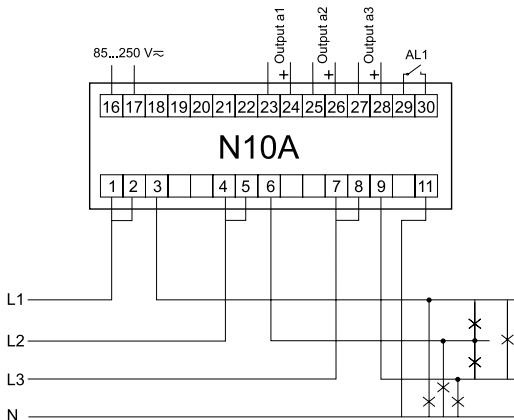 Output a1
Output a2
Output a3
85...250 V≂
+
+
+
AL1
16 17 18 19 20 21 22 23 24 25 26 27 28 29 30
N10A
1 2 3 4 5 6 7 8 9 11
L1
L2
L3
N